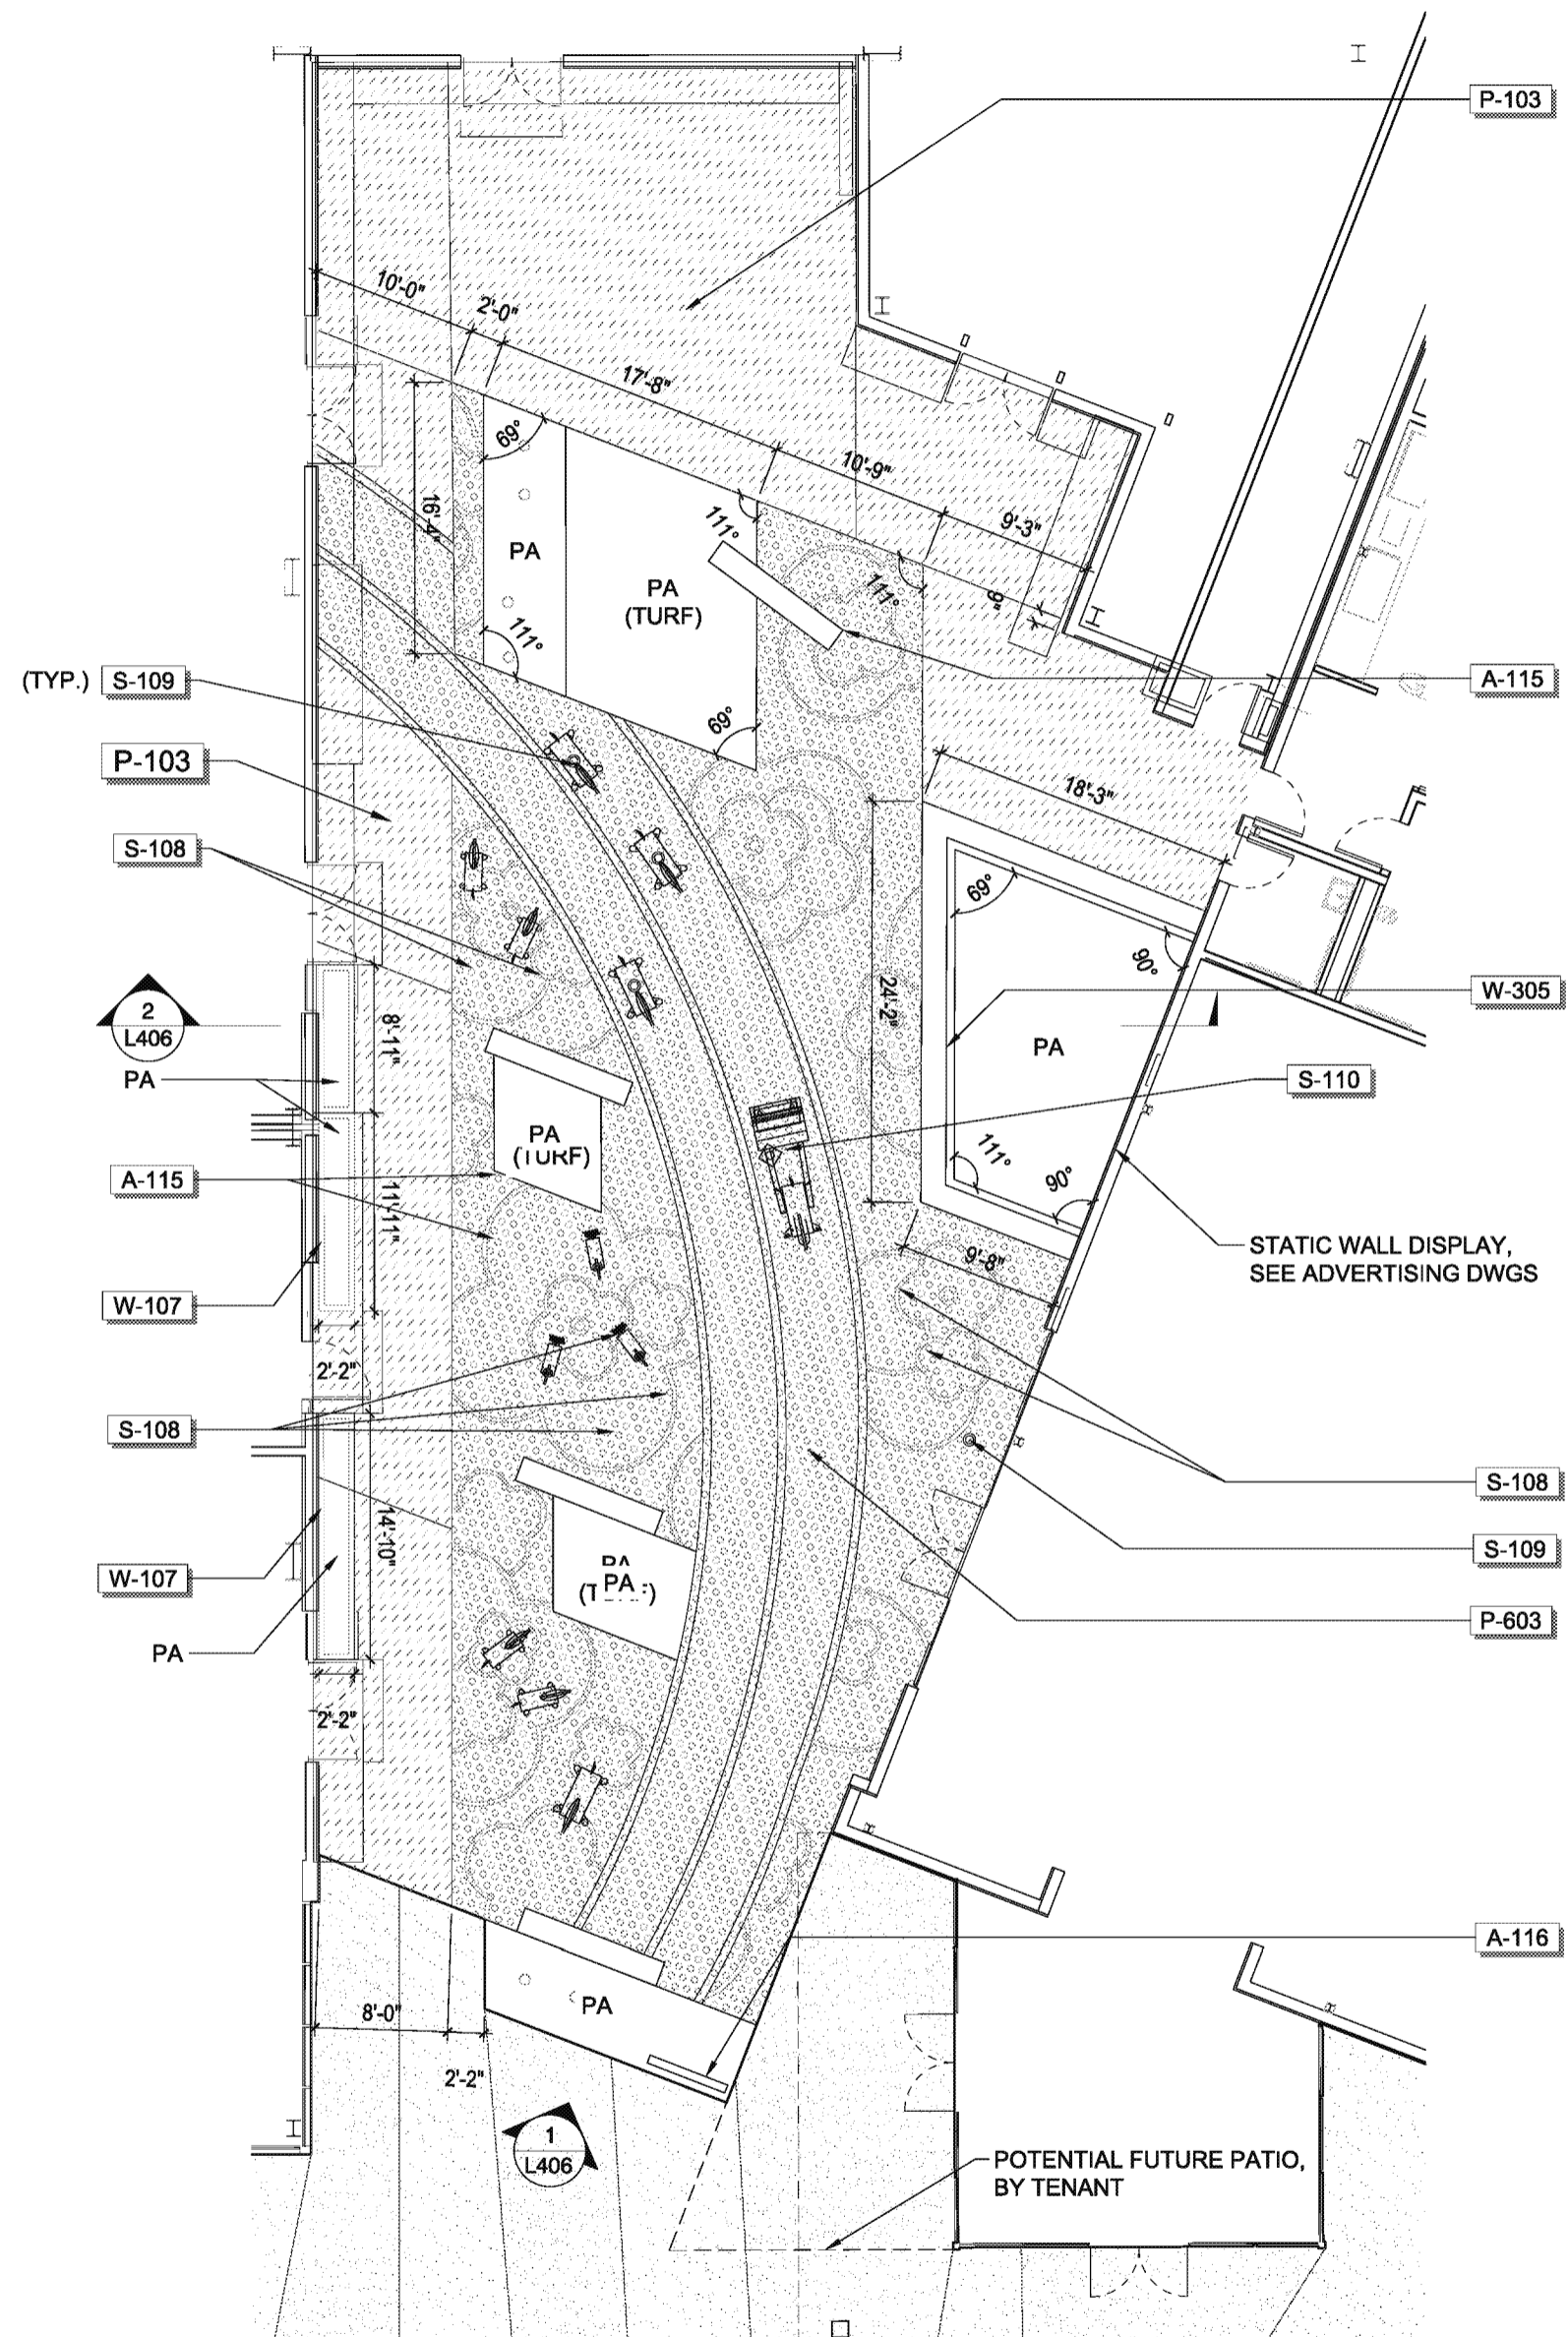 P-103
10'-0"
2'-0"
17'-8"
10'-9"
9'-3"
69°
16'-4"
PA
111°
PA
(TURF)
111°
9"
111°
69°
(TYP.) S-109
A-115
P-103
18'-3"
S-108
69°
90°
24'-2"
W-305
2
L406
8'-11"
PA
PA
S-110
PA
(TURF)
111°
90°
A-115
11'-11"
STATIC WALL DISPLAY,
SEE ADVERTISING DWGS
9'-8"
W-107
2'-2"
S-108
S-108
14'-10"
S-109
W-107
PA
PA
P-603
PA
2'-2"
A-116
PA
8'-0"
2'-2"
1
L406
POTENTIAL FUTURE PATIO,
BY TENANT